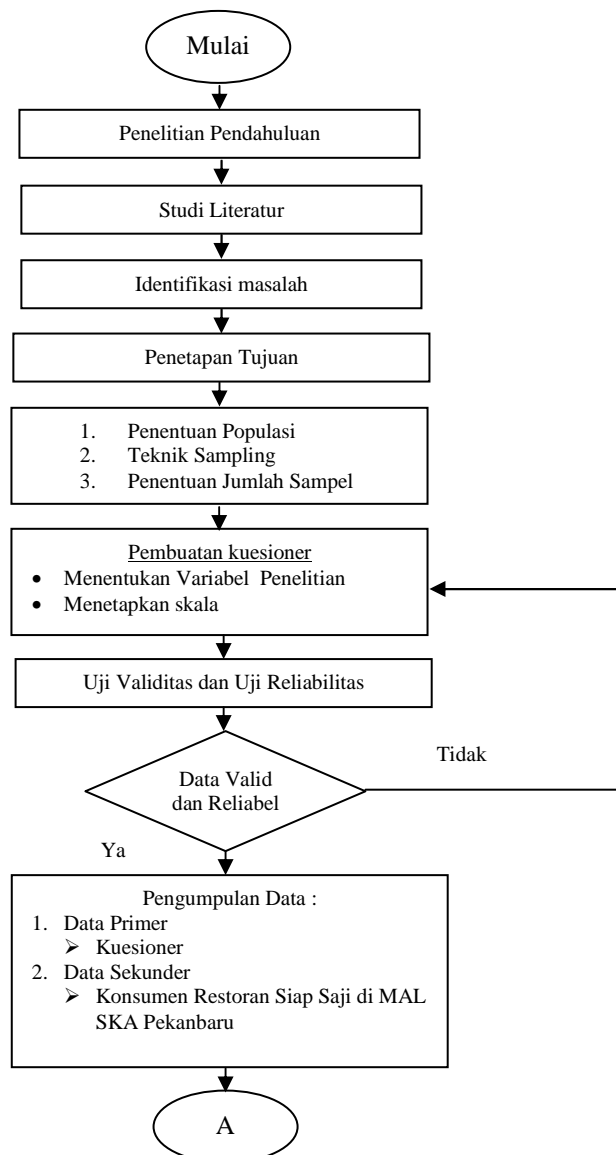 Mulai
Penelitian Pendahuluan
Studi Literatur
Identifikasi masalah
Penetapan Tujuan
1. Penentuan Populasi
2. Teknik Sampling
3. Penentuan Jumlah Sampel
Pembuatan kuesioner
• Menentukan Variabel Penelitian
• Menetapkan skala
Uji Validitas dan Uji Reliabilitas
Tidak
Data Valid
dan Reliabel
Ya
Pengumpulan Data :
1. Data Primer
➢ Kuesioner
2. Data Sekunder
➢ Konsumen Restoran Siap Saji di MAL
SKA Pekanbaru
A